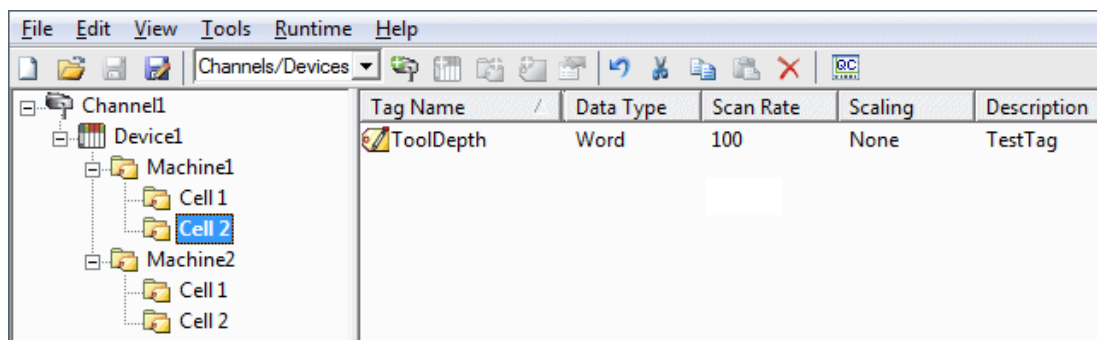 File Edit View Tools Runtime Help
Channels/Devices QC
Channel1 Tag Name Data Type Scan Rate Scaling Description
Device1 ToolDepth Word 100 None TestTag
Machine1
Cell 1
Cell 2
Machine2
Cell 1
Cell 2